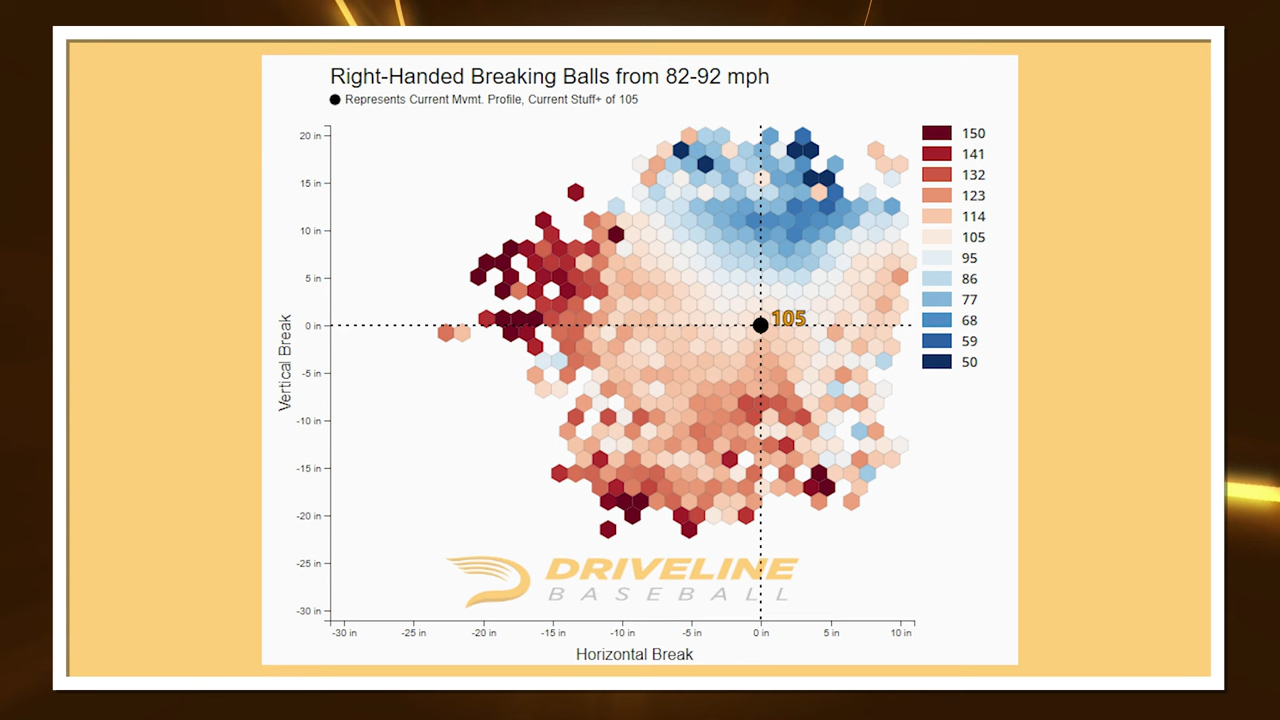 Right-Handed Breaking Balls from 82-92 mph
Represents Current Mvmt. Profile, Current Stuff+ of 105
20 in
15 in
10 in
5 in
0 in
-5 in
-10 in
-15 in
-20 in
-25 in
-30 in
Vertical Break
105
150
141
132
123
114
105
95
86
77
68
59
50
DRIVELINE
BASEBALL
-30 in -25 in -20 in -15 in -10 in -5 in 0 in 5 in 10 in
Horizontal Break